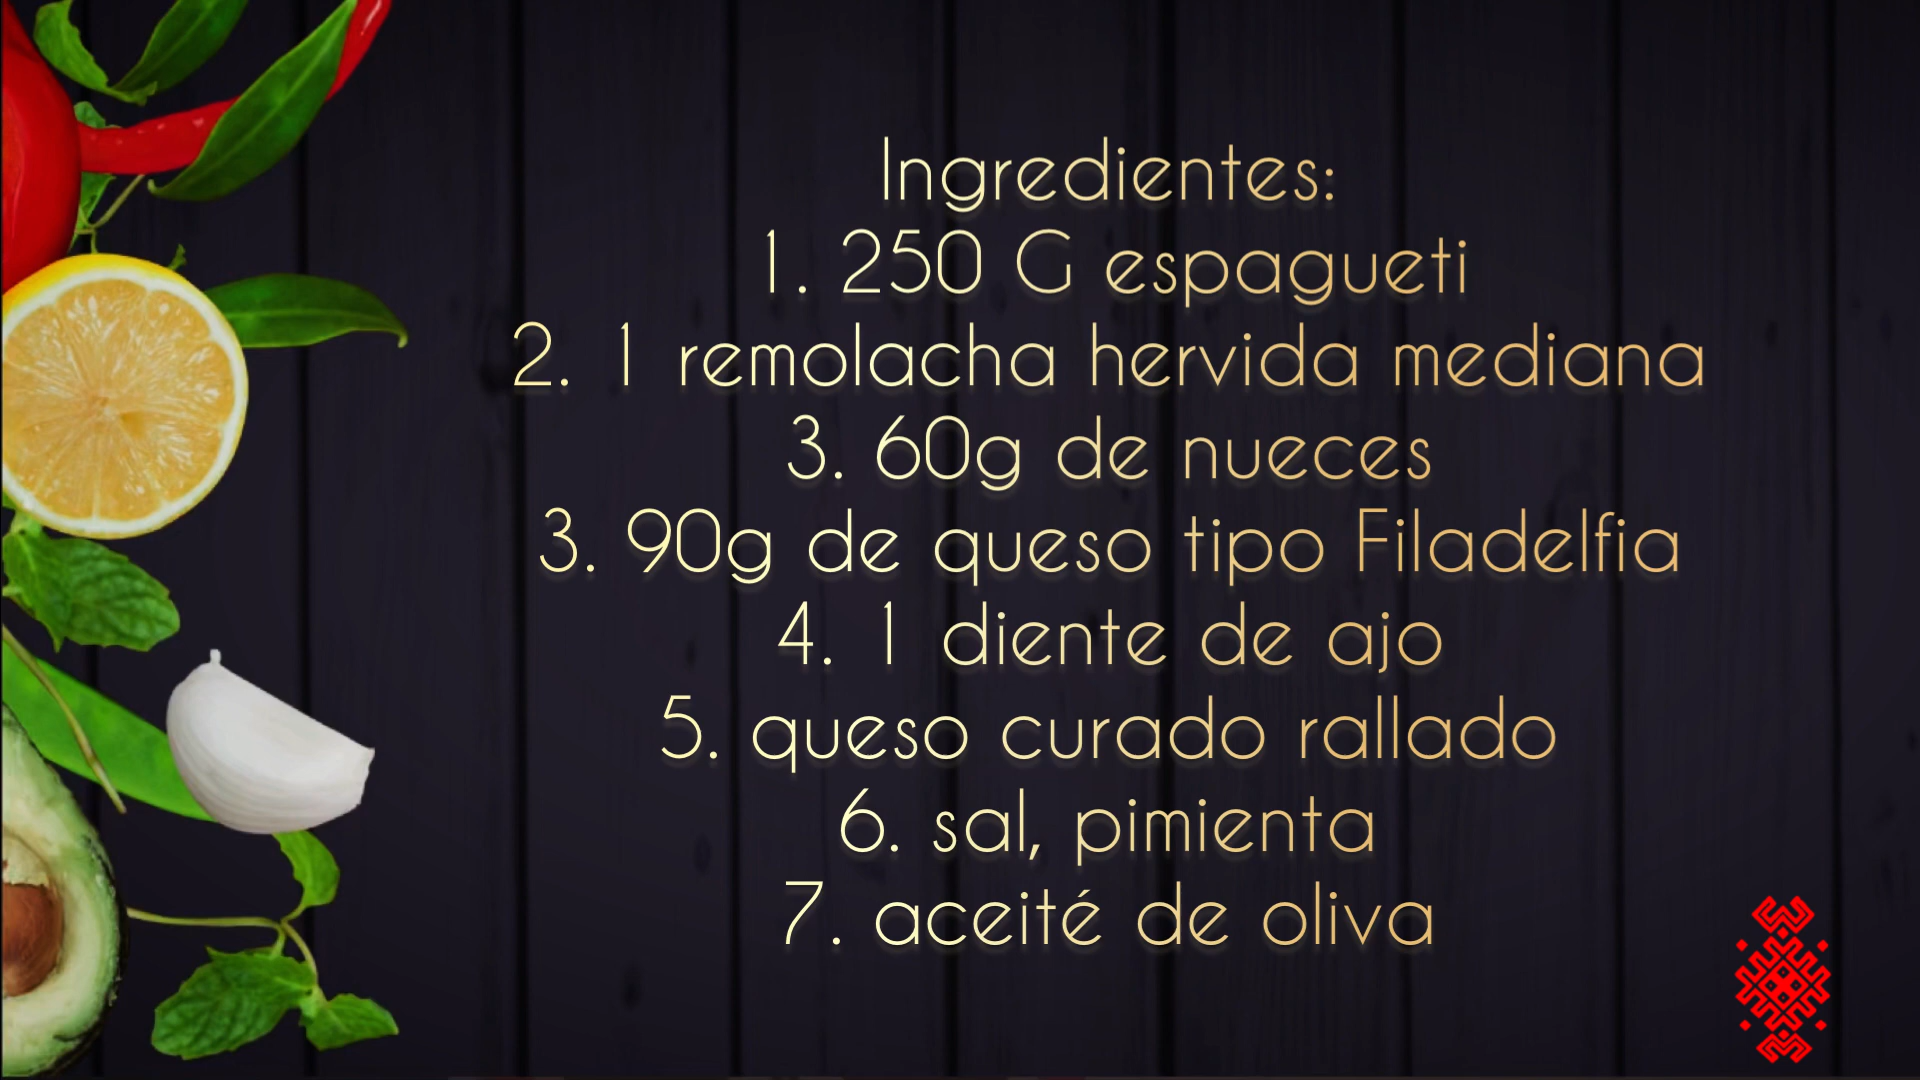 Ingredientes:
1. 250 G espagueti
2. 1 remolacha hervida mediana
3. 60g de nueces
3. 90g de queso tipo Filadelfia
4. 1 diente de ajo
5. queso curado rallado
6. sal, pimienta
7. aceité de oliva